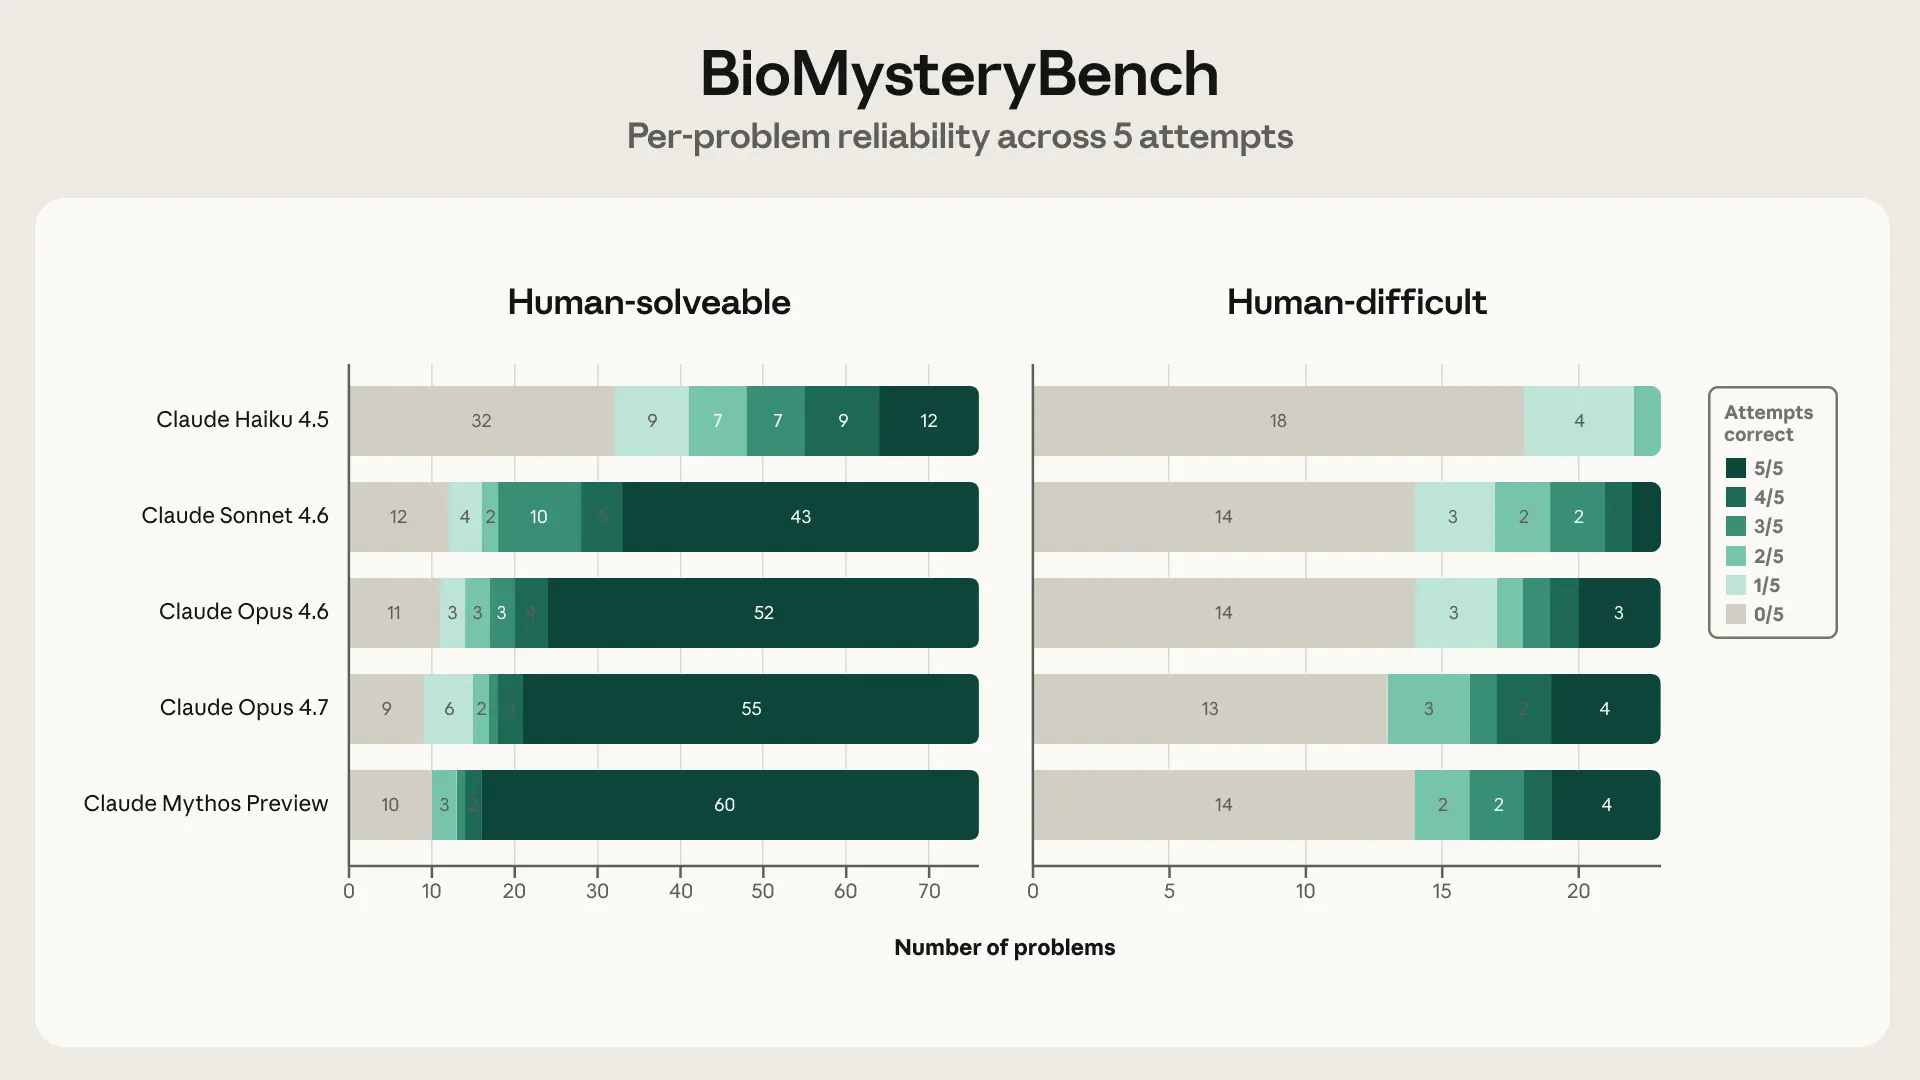 BioMysteryBench
Per-problem reliability across 5 attempts
Human-solveable
Human-difficult
Claude Haiku 4.5
32 9 7 7 9 12
18 4
Claude Sonnet 4.6
12 4 2 10 5 43
14 3 2 2
Claude Opus 4.6
11 3 3 3 4 52
14 3 3
Claude Opus 4.7
9 6 2 3 55
13 3 2 4
Claude Mythos Preview
10 3 2 60
14 2 2 4
0 10 20 30 40 50 60 70
0 5 10 15 20
Number of problems
Attempts
correct
5/5
4/5
3/5
2/5
1/5
0/5